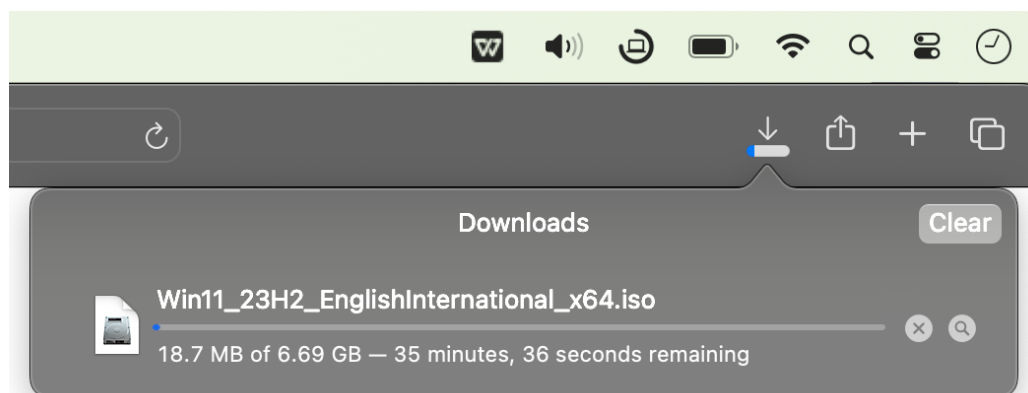 Downloads
Clear
Win11_23H2_EnglishInternational_x64.iso
18.7 MB of 6.69 GB — 35 minutes, 36 seconds remaining